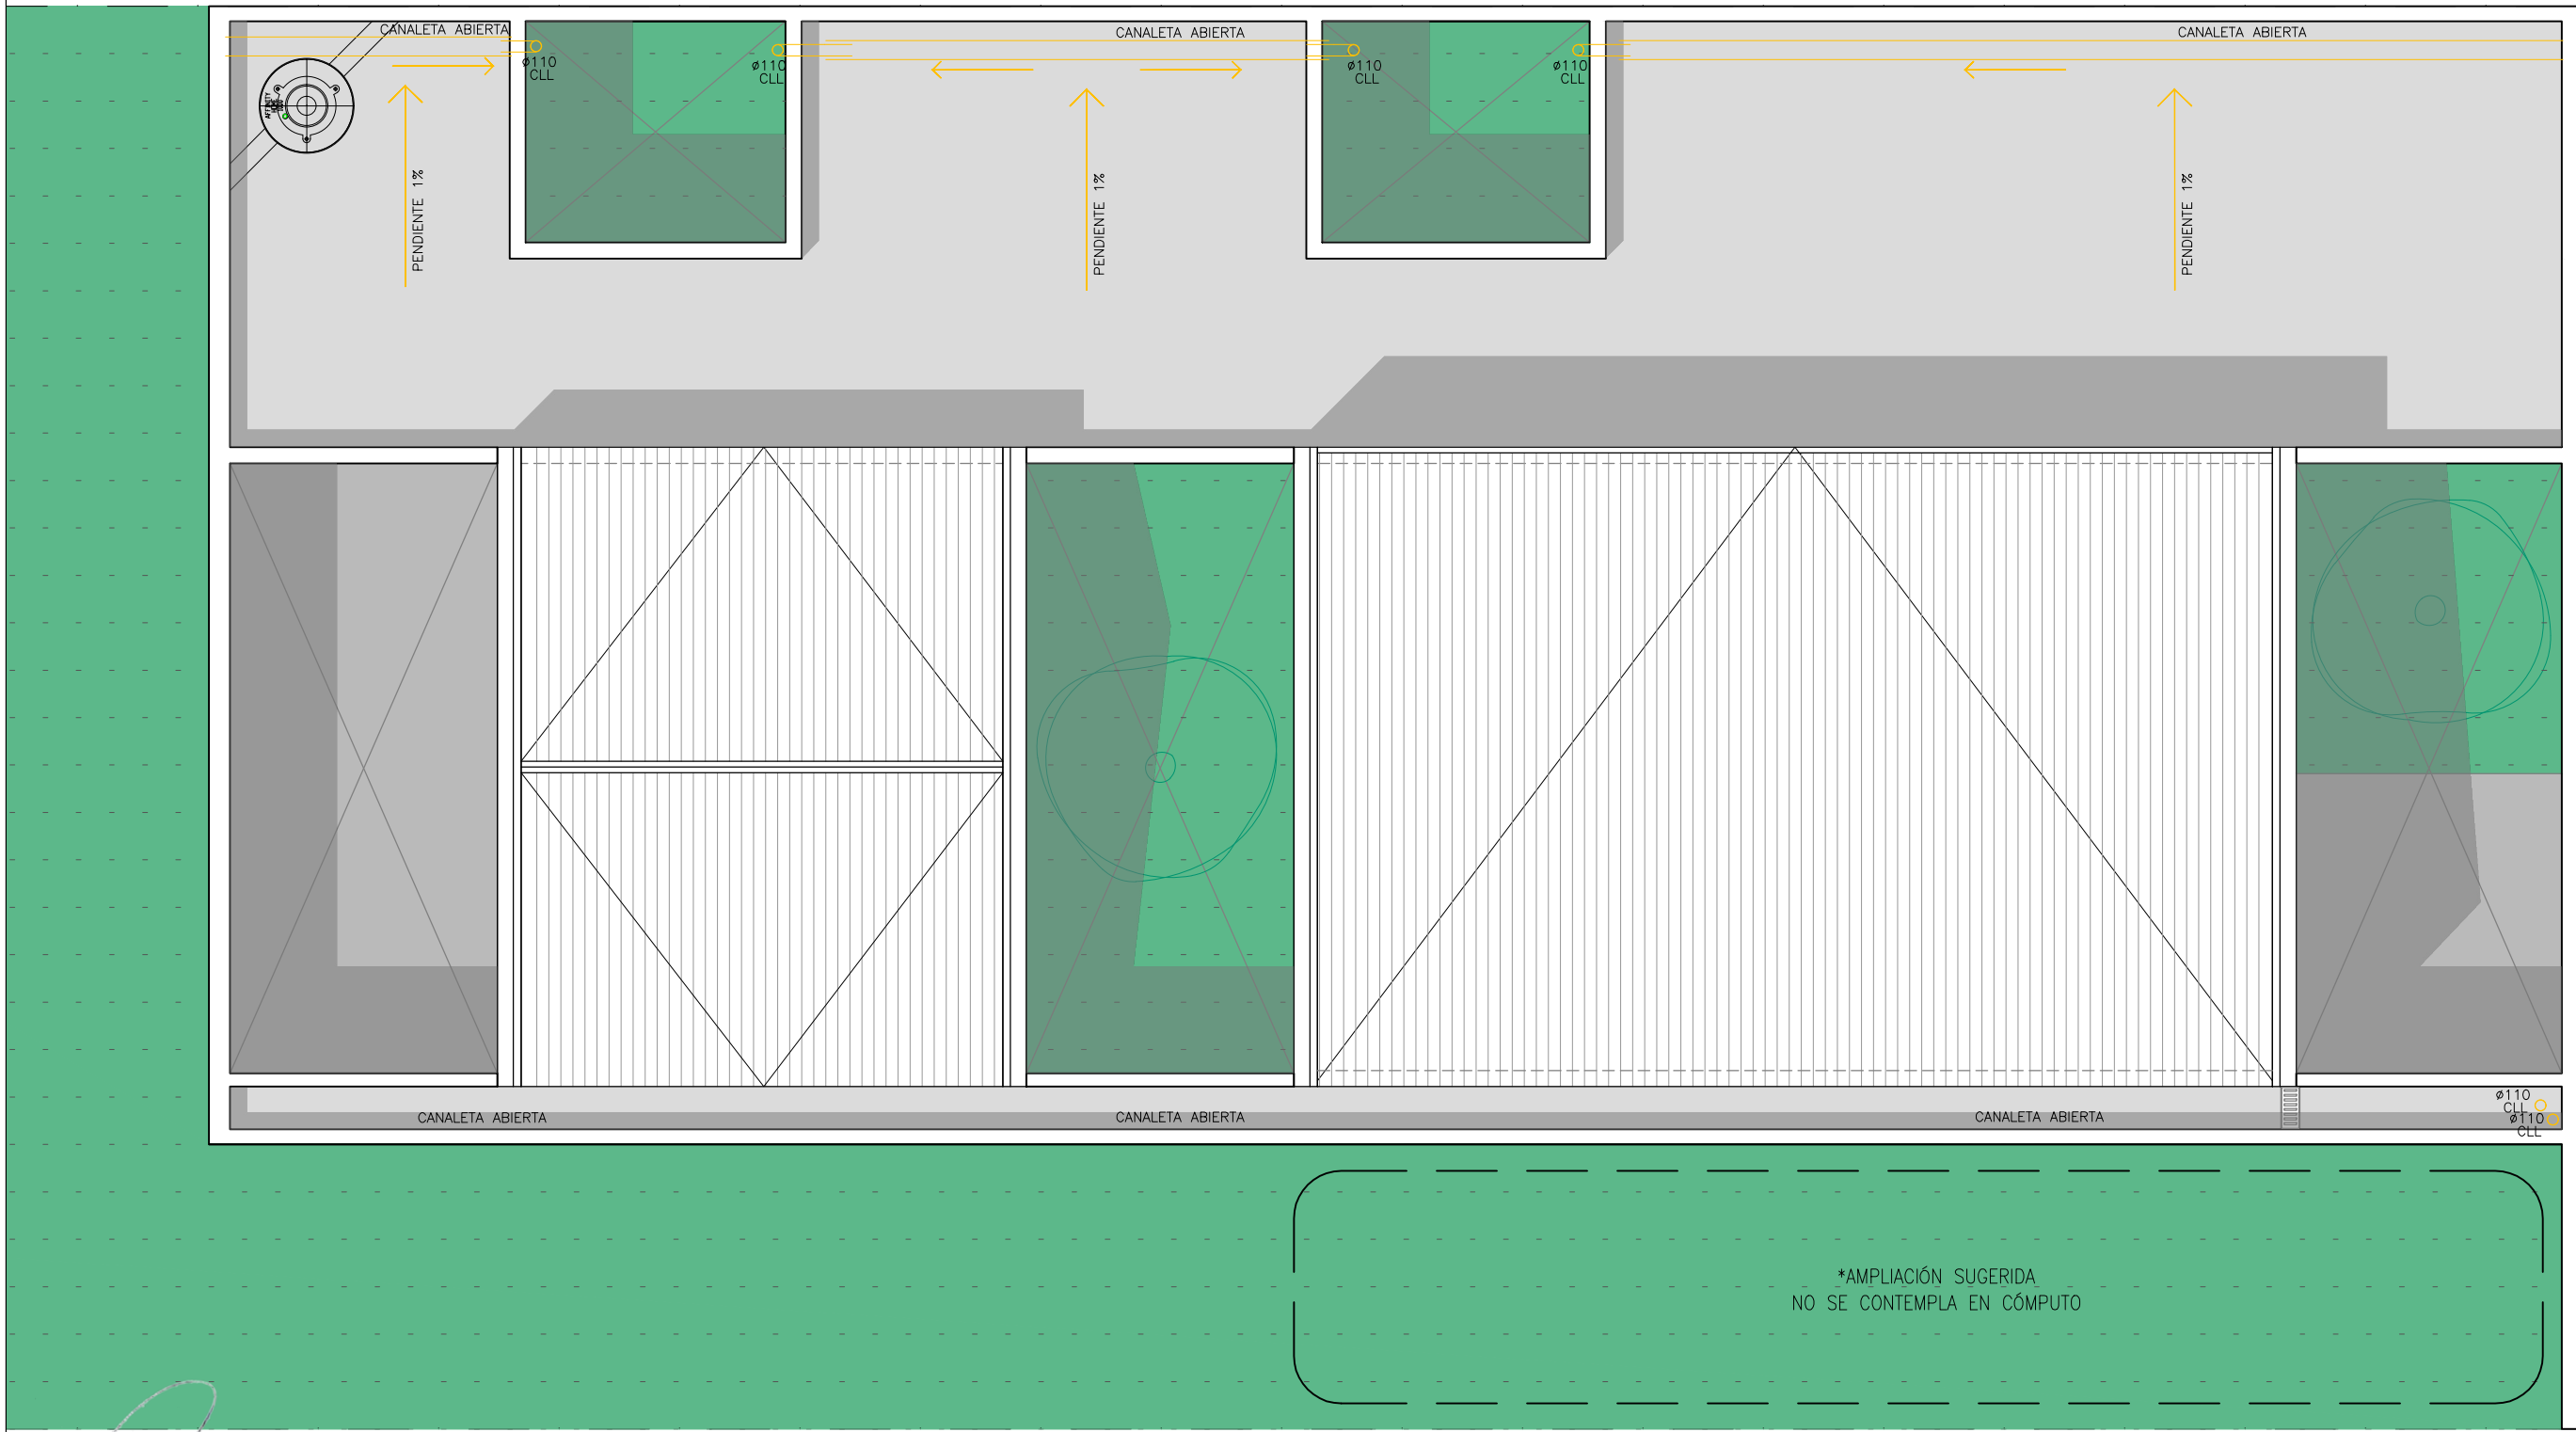 CANALETA ABIERTA
CANALETA ABIERTA
CANALETA ABIERTA
ø110
CLL
ø110
CLL
ø110
CLL
ø110
CLL
AFFINITY
PENDIENTE 1%
PENDIENTE 1%
PENDIENTE 1%
CANALETA ABIERTA
CANALETA ABIERTA
CANALETA ABIERTA
ø110
CLL
ø110
CLL
*AMPLIACIÓN SUGERIDA
NO SE CONTEMPLA EN CÓMPUTO